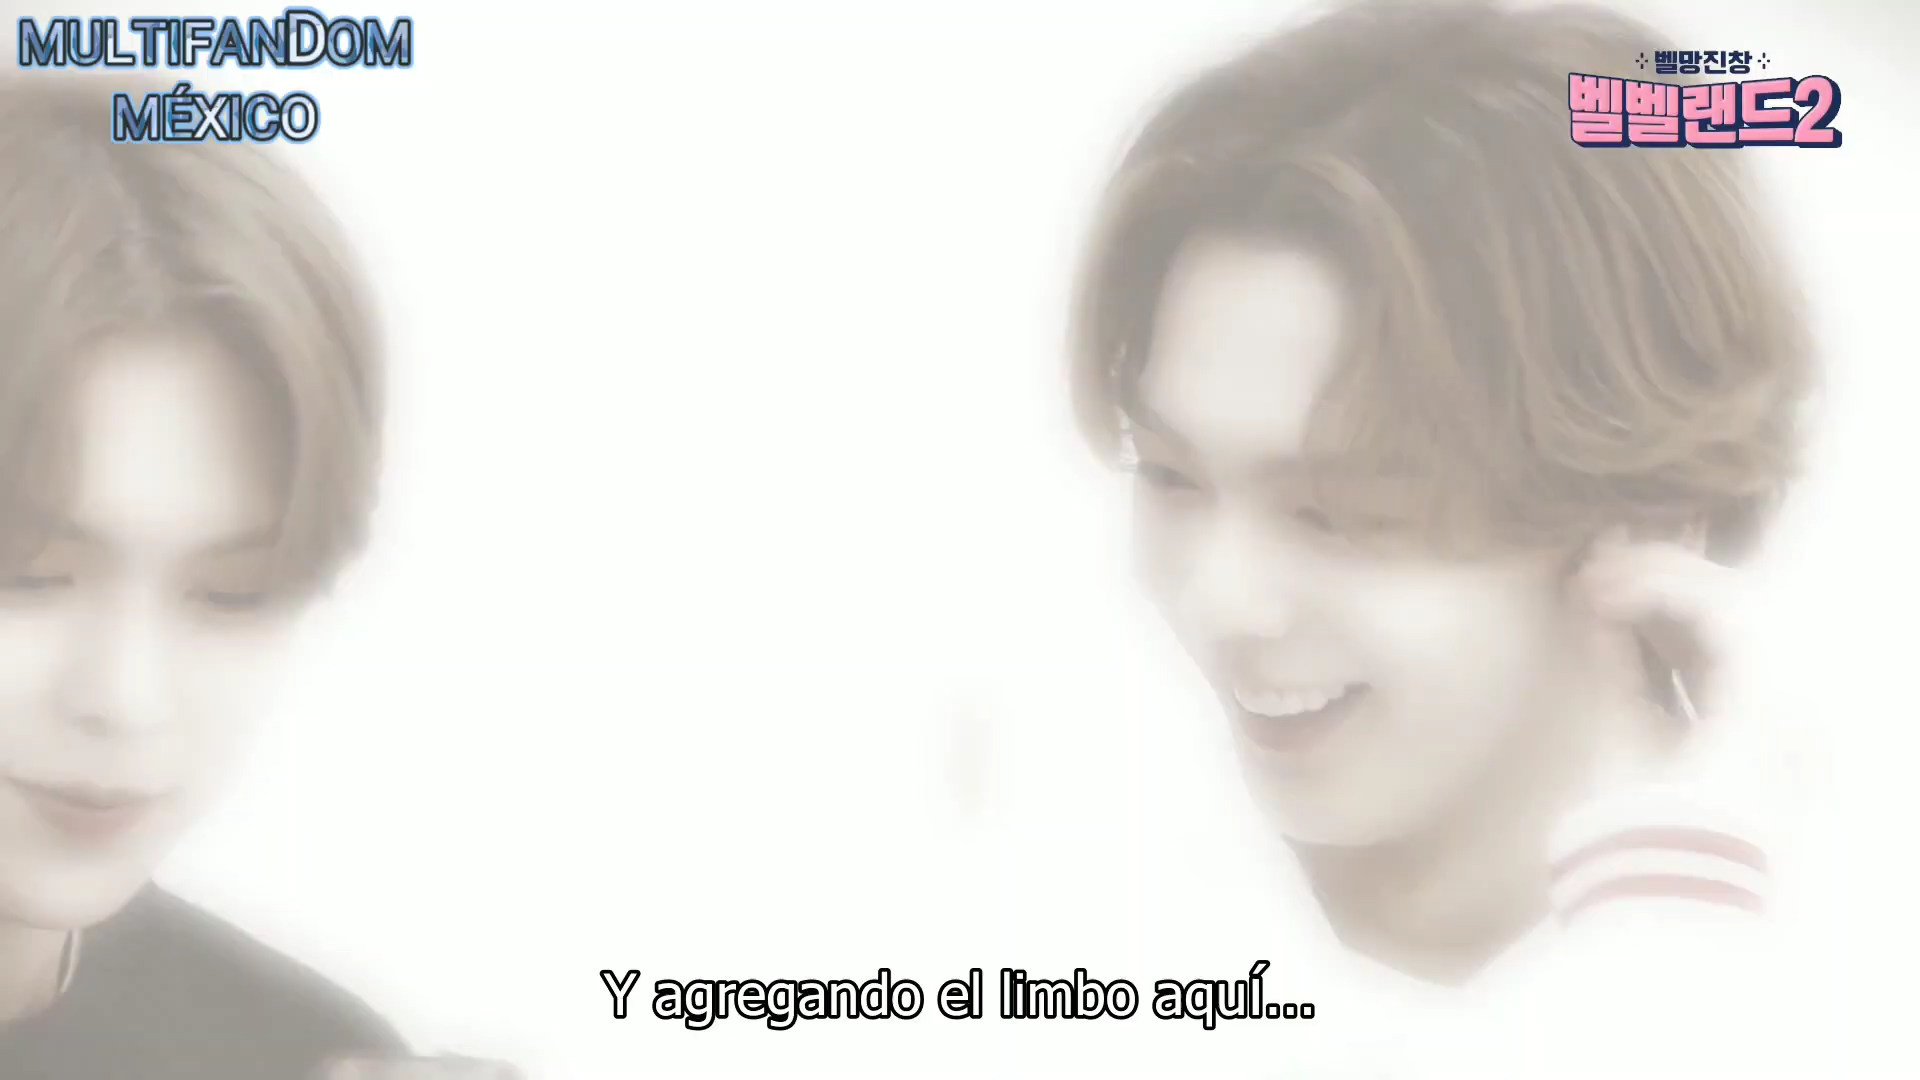 MULTIFANDOM
MÉXICO
벨망진창
벨벨랜드2
Y agregando el limbo aquí...